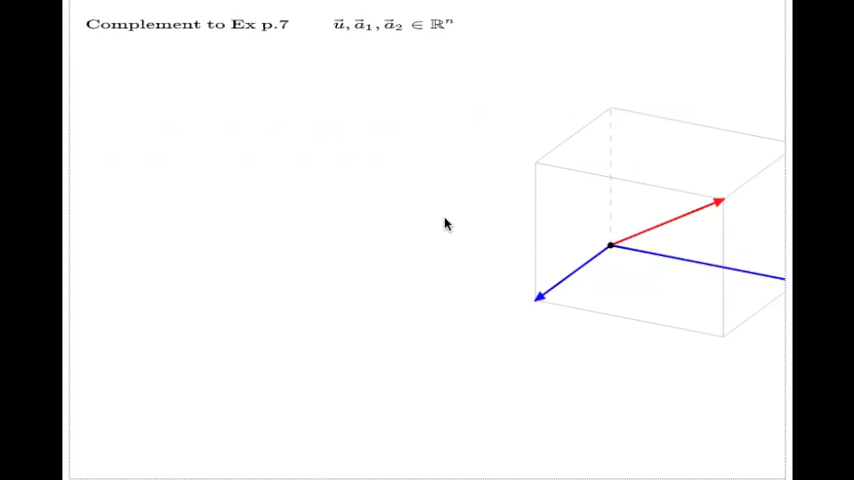 Complement to Ex p.7 $\vec{u}, \vec{a}_1, \vec{a}_2 \in \mathbb{R}^n$